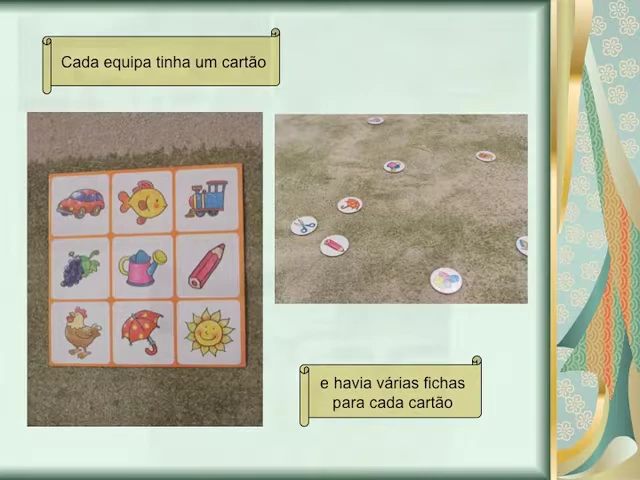 Cada equipa tinha um cartão
e havia várias fichas
para cada cartão